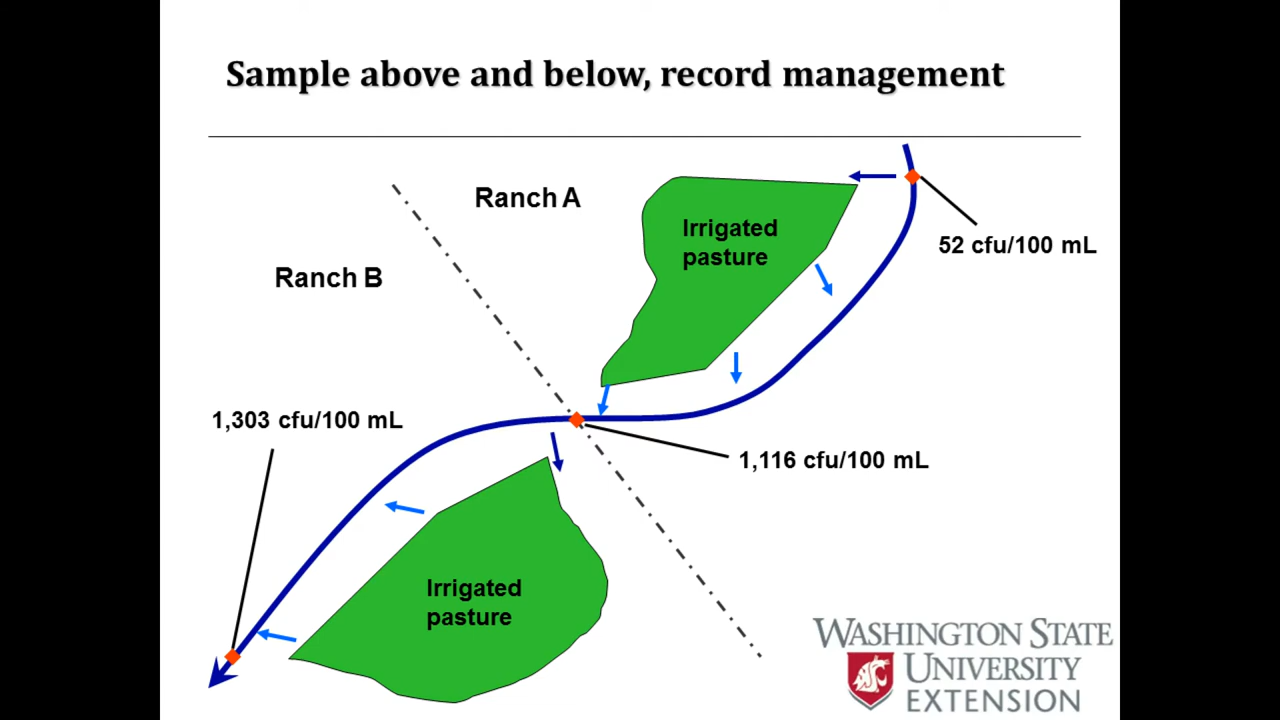 Sample above and below, record management
Ranch A
Irrigated
pasture
52 cfu/100 mL
Ranch B
1,303 cfu/100 mL
1,116 cfu/100 mL
Irrigated
pasture
WASHINGTON STATE
UNIVERSITY
EXTENSION